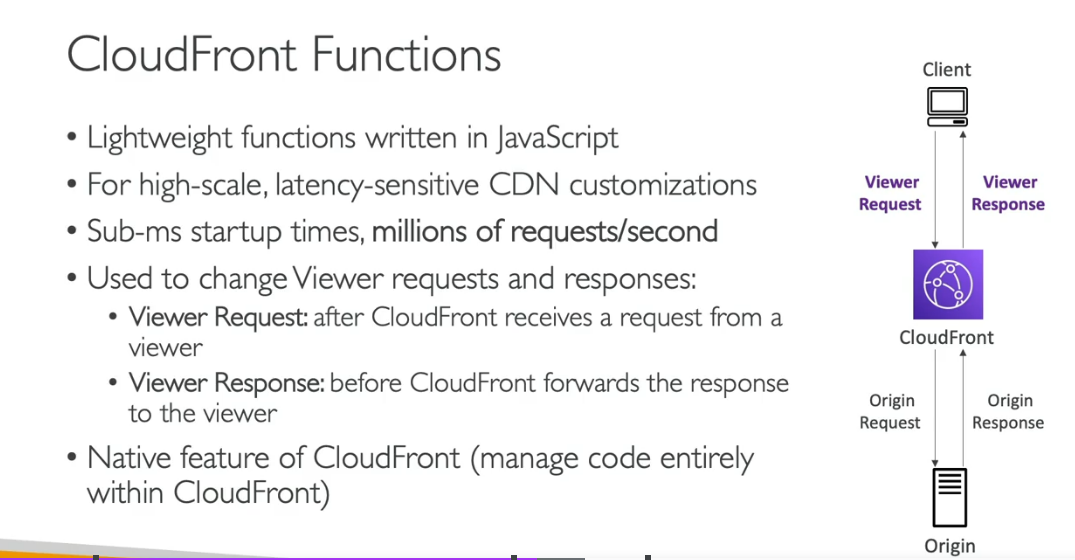 CloudFront Functions
• Lightweight functions written in JavaScript
• For high-scale, latency-sensitive CDN customizations
• Sub-ms startup times, millions of requests/second
• Used to change Viewer requests and responses:
• Viewer Request: after CloudFront receives a request from a
viewer
• Viewer Response: before CloudFront forwards the response
to the viewer
• Native feature of CloudFront (manage code entirely
within CloudFront)
Client
Viewer
Request
Viewer
Response
CloudFront
Origin
Request
Origin
Response
Origin